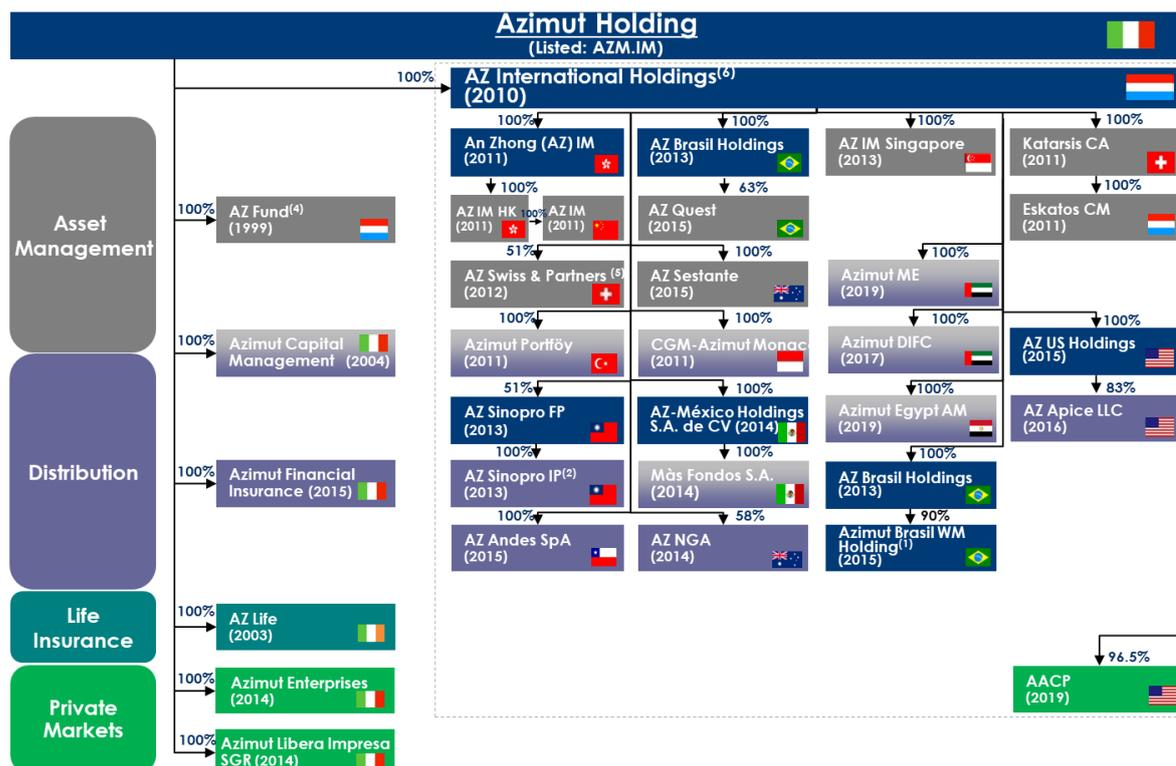 Azimut Holding
(Listed: AZM.IM)
100%
AZ International Holdings(6)
(2010)
Asset
Management
Distribution
Life
Insurance
Private
Markets
100%
AZ Fund(4)
(1999)
100%
Azimut Capital
Management (2004)
100%
Azimut Financial
Insurance (2015)
100%
AZ Life
(2003)
100%
Azimut Enterprises
(2014)
100%
Azimut Libera Impresa
SGR (2014)
100%
An Zhong (AZ) IM
(2011)
100%
AZ IM HK
(2011)
100%
AZ IM
(2011)
51%
AZ Swiss & Partners (5)
(2012)
100%
Azimut Portföy
(2011)
51%
AZ Sinopro FP
(2013)
100%
AZ Sinopro IP(2)
(2013)
100%
AZ Andes SpA
(2015)
100%
AZ Brasil Holdings
(2013)
63%
AZ Quest
(2015)
100%
AZ Sestante
(2015)
100%
CGM-Azimut Monac
(2011)
100%
AZ-México Holdings
S.A. de CV (2014)
100%
Màs Fondos S.A.
(2014)
58%
AZ NGA
(2014)
100%
AZ IM Singapore
(2013)
100%
Azimut ME
(2019)
100%
Azimut DIFC
(2017)
100%
Azimut Egypt AM
(2019)
100%
AZ Brasil Holdings
(2013)
90%
Azimut Brasil WM
Holding(1)
(2015)
100%
Katarsis CA
(2011)
100%
Eskatos CM
(2011)
100%
AZ US Holdings
(2015)
83%
AZ Apice LLC
(2016)
96.5%
AACP
(2019)